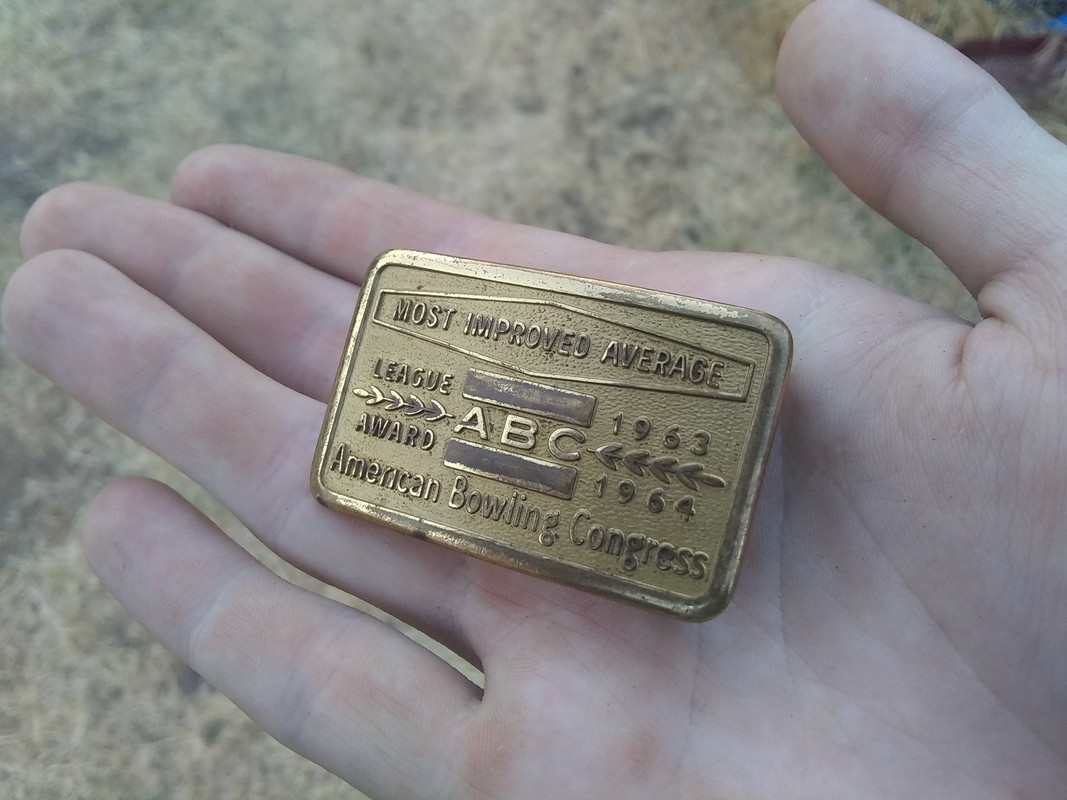 MOST IMPROVED AVERAGE
LEAGUE
1963
ABC
AWARD
1964
American Bowling Congress